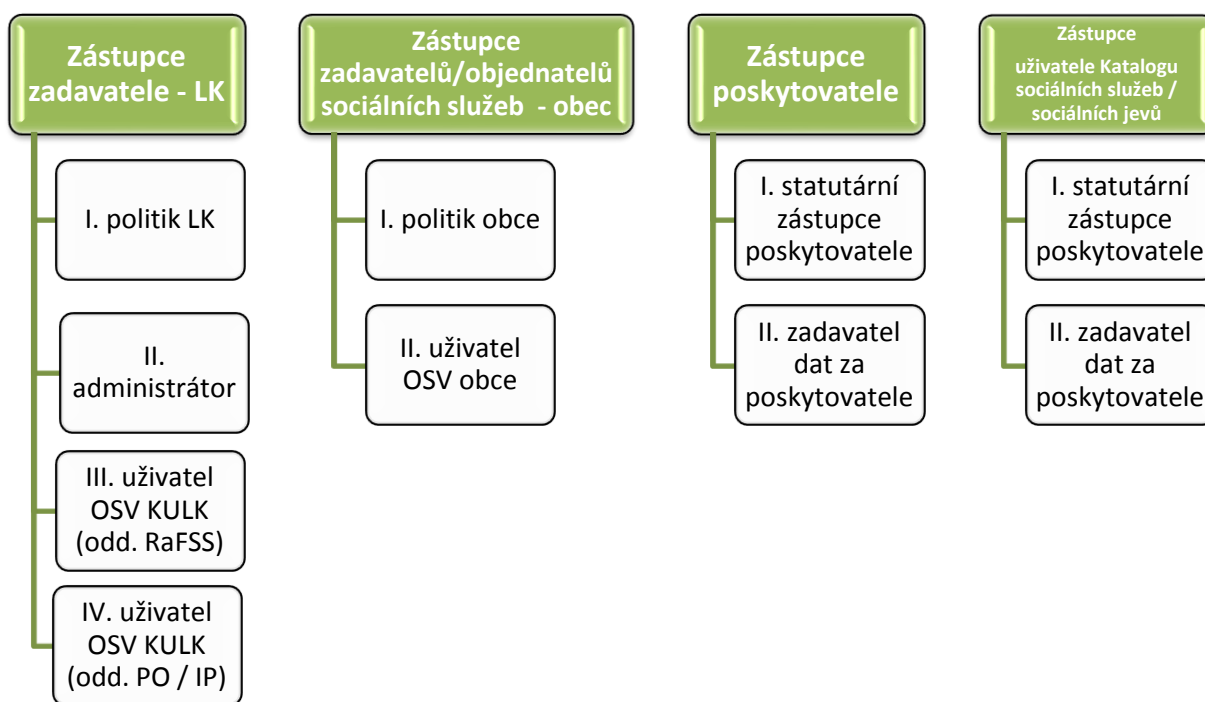 Zástupce
zadavatele - LK
I. politik LK
II.
administrátor
III. uživatel
OSV KULK
(odd. RaFSS)
IV. uživatel
OSV KULK
(odd. PO / IP)
Zástupce
zadavatelů/objednatelů
sociálních služeb - obec
I. politik obce
II. uživatel
OSV obce
Zástupce
poskytovatele
I. statutární
zástupce
poskytovatele
II. zadavatel
dat za
poskytovatele
Zástupce
uživatele Katalogu
sociálních služeb /
sociálních jevů
I. statutární
zástupce
poskytovatele
II. zadavatel
dat za
poskytovatele